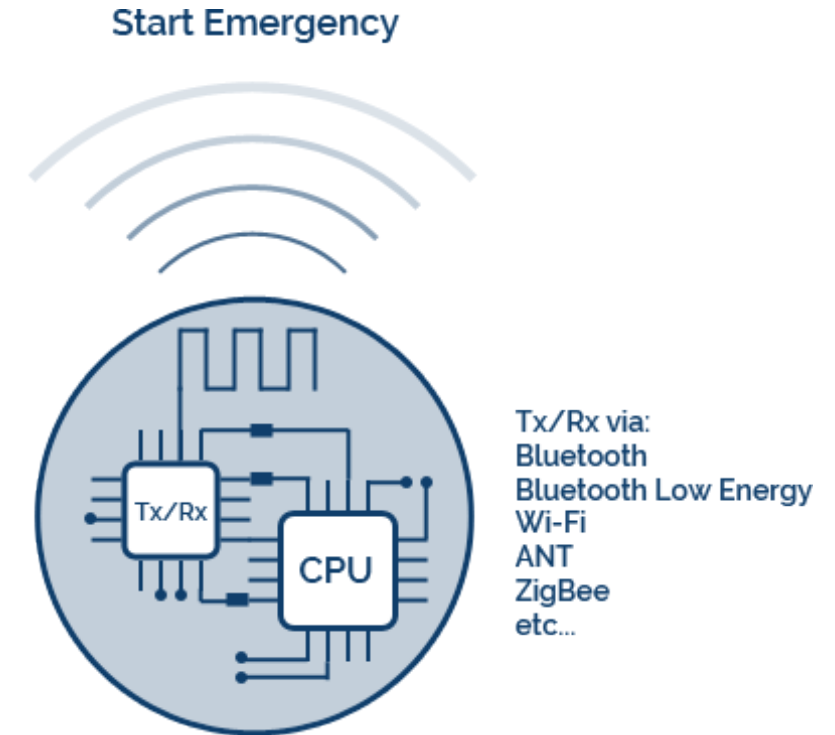 Start Emergency
Tx/Rx
CPU
Tx/Rx via:
Bluetooth
Bluetooth Low Energy
Wi-Fi
ANT
ZigBee
etc...